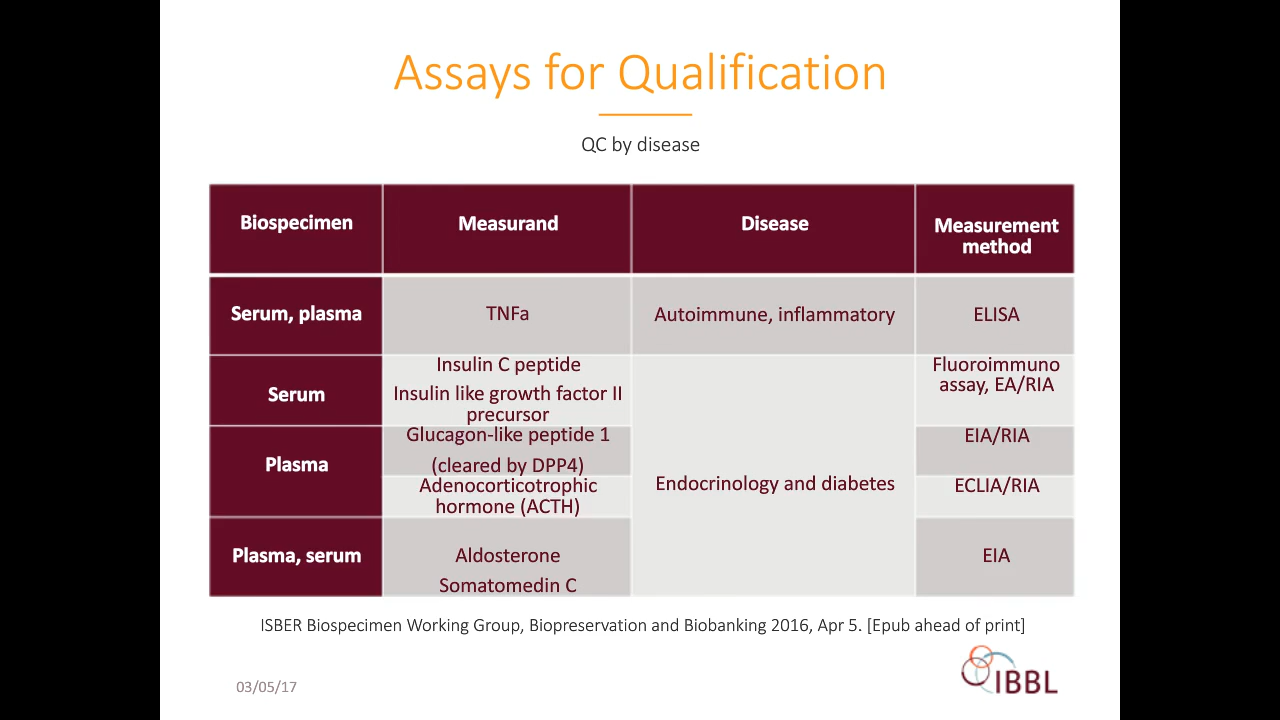 Assays for Qualification
QC by disease
Biospecimen
Measurand
Disease
Measurement
method
Serum, plasma
TNFa
Autoimmune, inflammatory
ELISA
Serum
Insulin C peptide
Insulin like growth factor II
precursor
Endocrinology and diabetes
Fluoroimmuno
assay, EA/RIA
Plasma
Glucagon-like peptide 1
(cleared by DPP4)
EIA/RIA
Adenocorticotrophic
hormone (ACTH)
ECLIA/RIA
Plasma, serum
Aldosterone
Somatomedin C
EIA
ISBER Biospecimen Working Group, Biopreservation and Biobanking 2016, Apr 5. [Epub ahead of print]
03/05/17
IBBL